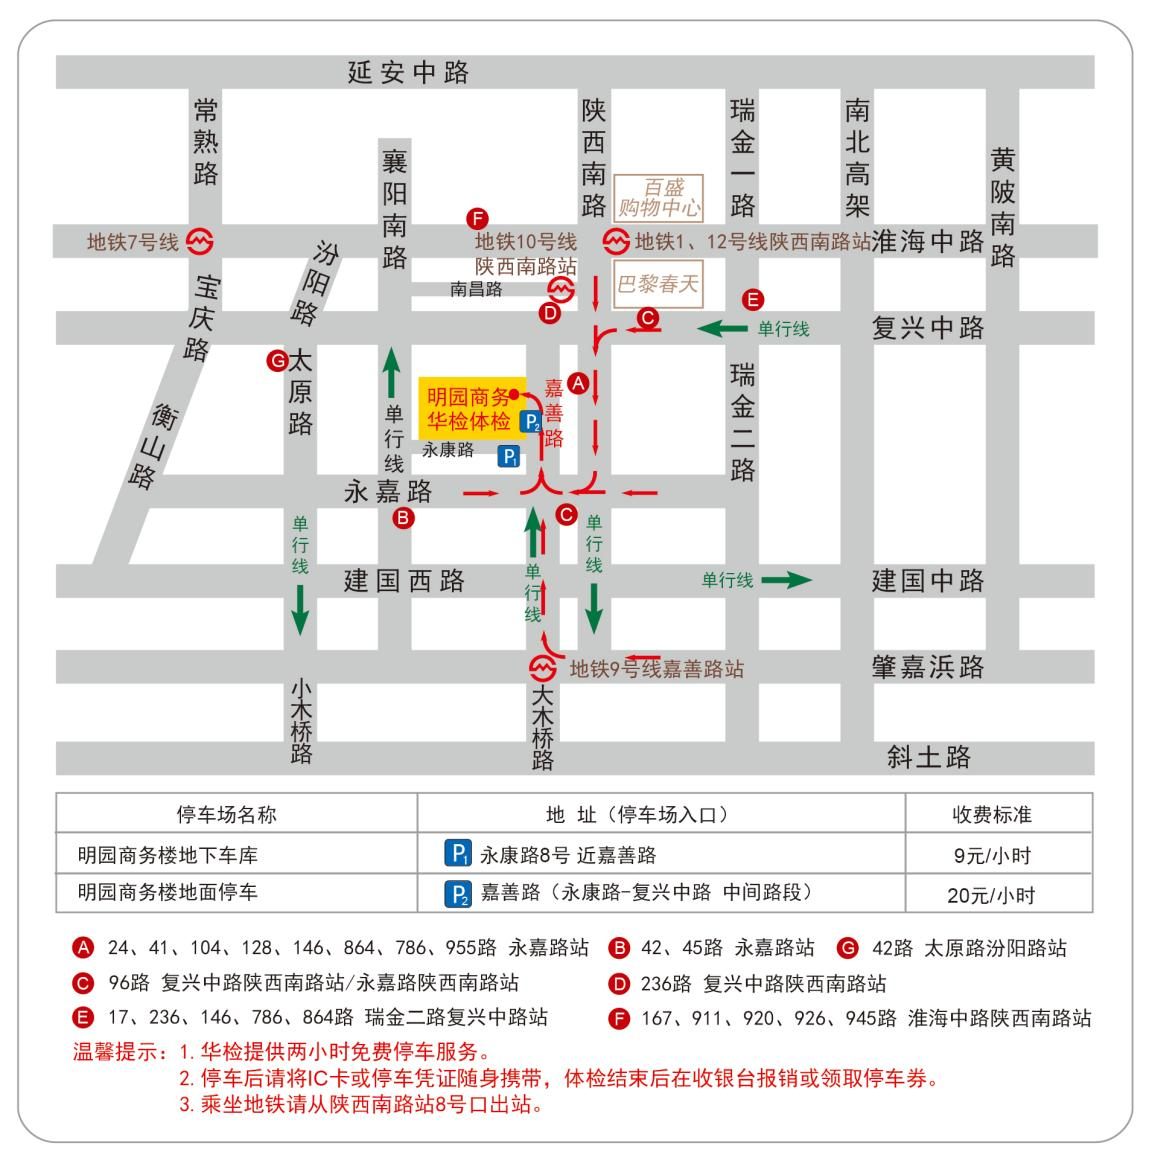 延安中路
常熟路
襄阳南路
陕西南路
瑞金一路
南北高架
黄陂南路
百盛
购物中心
F
地铁7号线
地铁10号线
陕西南路站
地铁1、12号线陕西南路站
淮海中路
汾阳路
宝庆路
南昌路
巴黎春天
D
C
E
单行线
复兴中路
G
太原路
衡山路
单行线
明园商务
华检体检
P2
嘉善路
A
瑞金二路
永康路
P1
永嘉路
B
C
单行线
单行线
单行线
建国西路
单行线
建国中路
地铁9号线嘉善路站
肇嘉浜路
小木桥路
大木桥路
斜土路
停车场名称 地 址（停车场入口） 收费标准
明园商务楼地下车库 P1 永康路8号 近嘉善路 9元/小时
明园商务楼地面停车 P2 嘉善路（永康路-复兴中路 中间路段） 20元/小时
A 24、41、104、128、146、864、786、955路 永嘉路站 B 42、45路 永嘉路站 G 42路 太原路汾阳路站
C 96路 复兴中路陕西南路站/永嘉路陕西南路站 D 236路 复兴中路陕西南路站
E 17、236、146、786、864路 瑞金二路复兴中路站 F 167、911、920、926、945路 淮海中路陕西南路站
温馨提示：1. 华检提供两小时免费停车服务。
2. 停车后请将IC卡或停车凭证随身携带，体检结束后在收银台报销或领取停车券。
3. 乘坐地铁请从陕西南路站8号口出站。